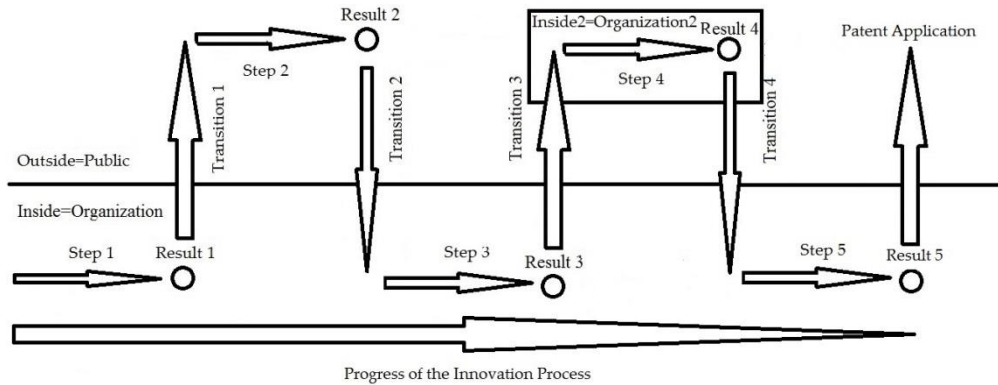 Result 2
Inside2=Organization2
Result 4
Patent Application
Step 2
Step 4
Transition 1
Transition 2
Transition 3
Transition 4
Outside=Public
Inside=Organization
Step 1
Result 1
Step 3
Result 3
Step 5
Result 5
Progress of the Innovation Process